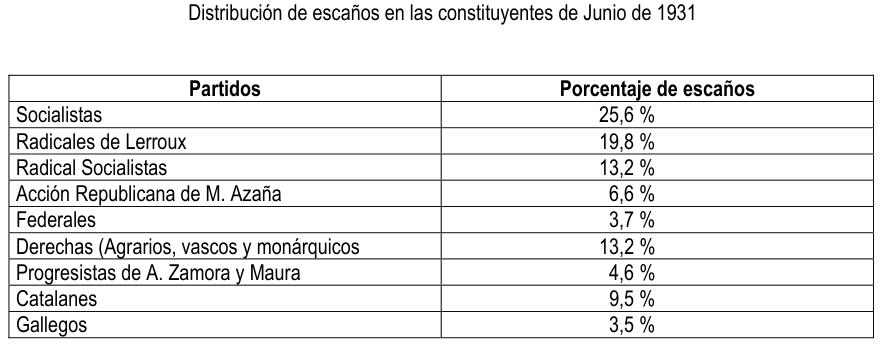 Distribución de escaños en las constituyentes de Junio de 1931
Partidos Porcentaje de escaños
Socialistas 25,6 %
Radicales de Lerroux 19,8 %
Radical Socialistas 13,2 %
Acción Republicana de M. Azaña 6,6 %
Federales 3,7 %
Derechas (Agrarios, vascos y monárquicos 13,2 %
Progresistas de A. Zamora y Maura 4,6 %
Catalanes 9,5 %
Gallegos 3,5 %